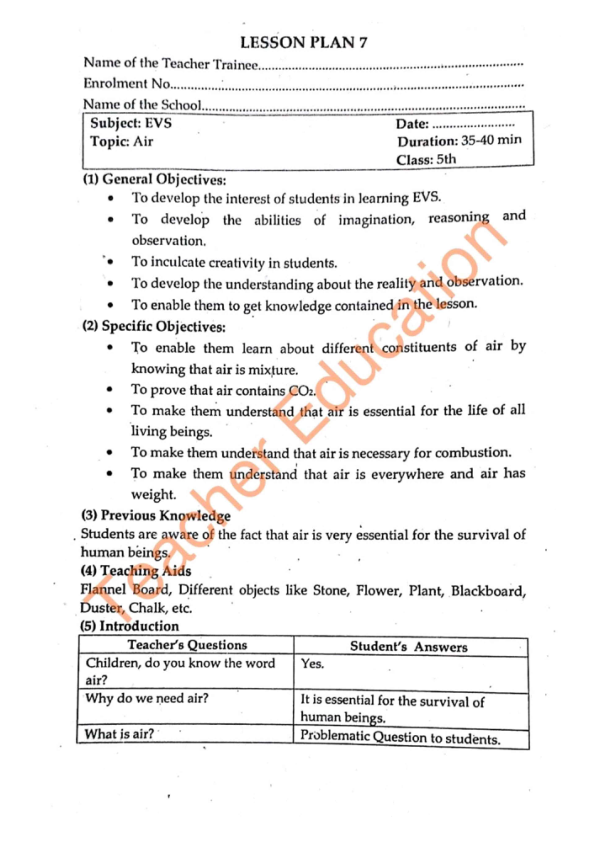 LESSON PLAN 7
Name of the Teacher Trainee..............................................................................
Enrolment No.......................................................................................................
Name of the School..............................................................................................
Subject: EVS Date: ........................
Topic: Air Duration: 35-40 min
Class: 5th
(1) General Objectives:
• To develop the interest of students in learning EVS.
• To develop the abilities of imagination, reasoning and
observation.
• To inculcate creativity in students.
• To develop the understanding about the reality and observation.
• To enable them to get knowledge contained in the lesson.
(2) Specific Objectives:
• To enable them learn about different constituents of air by
knowing that air is mixture.
• To prove that air contains CO₂.
• To make them understand that air is essential for the life of all
living beings.
• To make them understand that air is necessary for combustion.
• To make them understand that air is everywhere and air has
weight.
(3) Previous Knowledge
Students are aware of the fact that air is very essential for the survival of
human beings.
(4) Teaching Aids
Flannel Board, Different objects like Stone, Flower, Plant, Blackboard,
Duster, Chalk, etc.
(5) Introduction
Teacher's Questions Student's Answers
Children, do you know the word Yes.
air?
Why do we need air? It is essential for the survival of
human beings.
What is air? Problematic Question to students.
Teacher Education